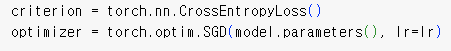 criterion = torch.nn.CrossEntropyLoss()
optimizer = torch.optim.SGD(model.parameters(), lr=lr)